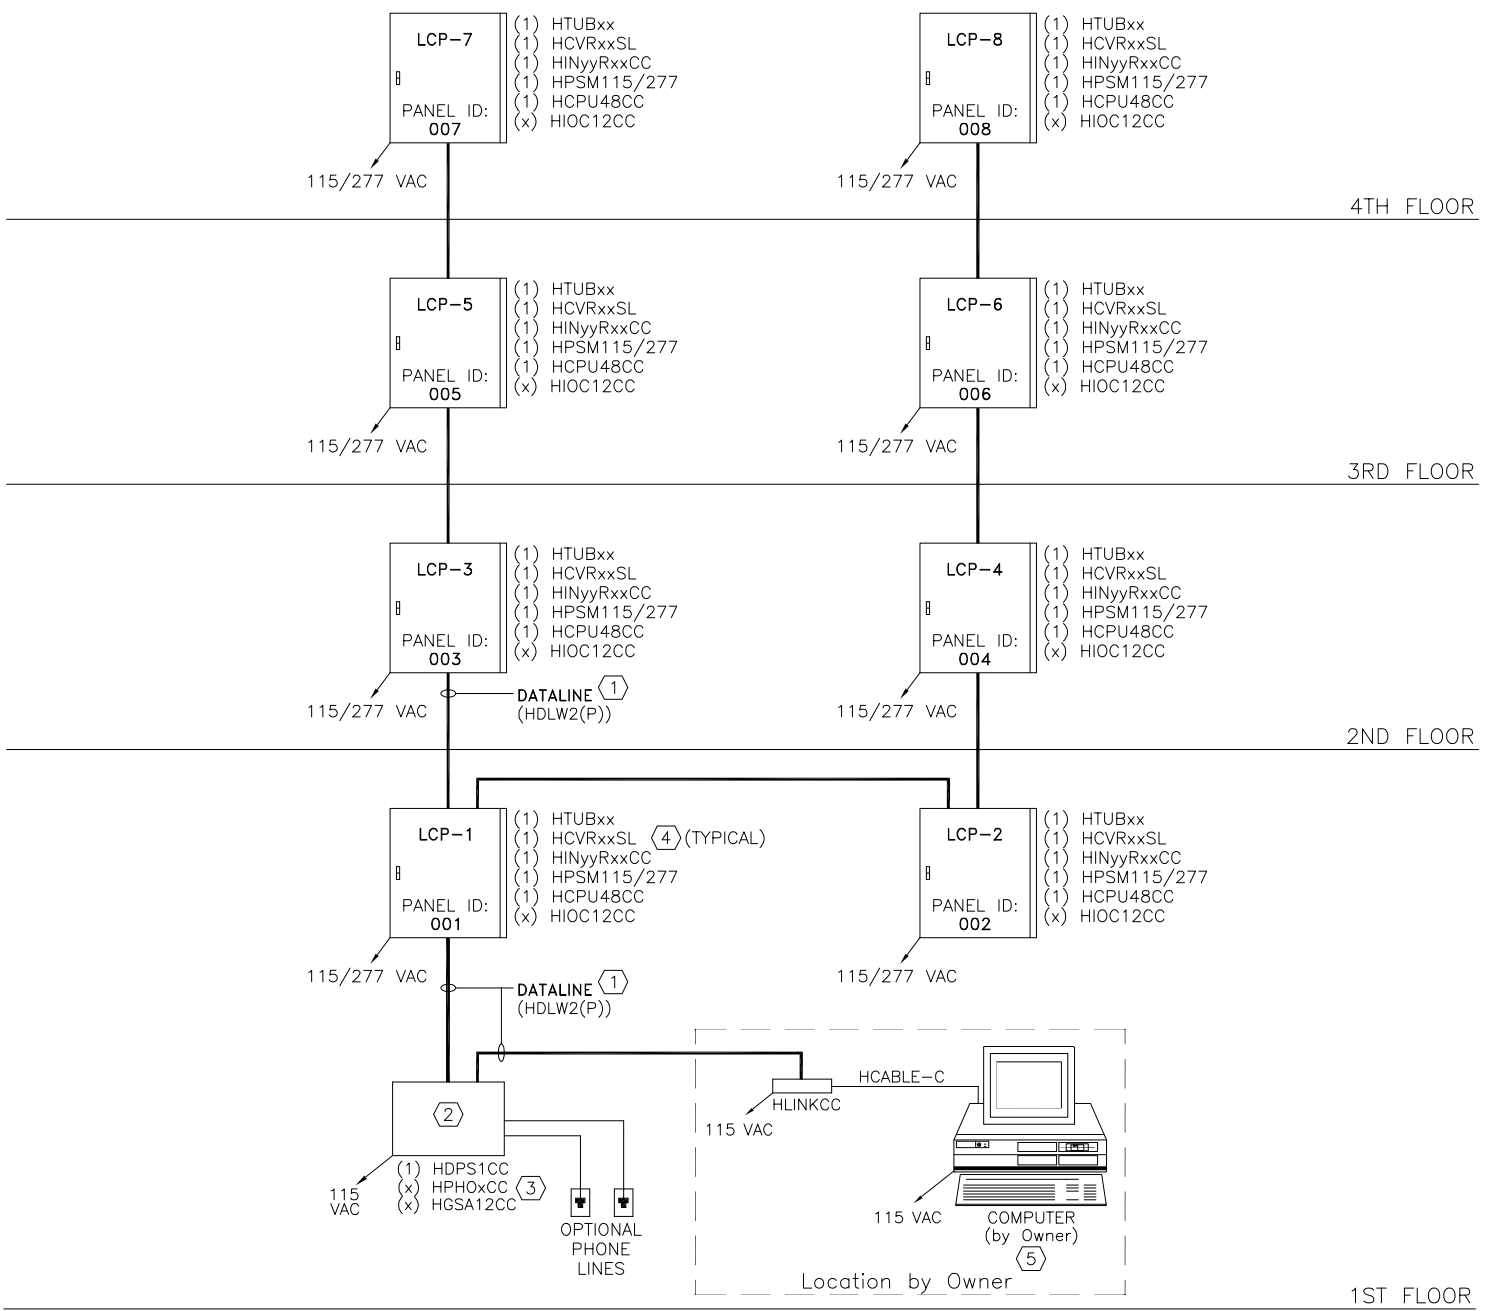 LCP-7
PANEL ID:
007
(1) HTUBxx
(1) HCVRxxSL
(1) HINyyRxxCC
(1) HPSM115/277
(1) HCPU48CC
(x) HIOC12CC
115/277 VAC
LCP-8
PANEL ID:
008
(1) HTUBxx
(1) HCVRxxSL
(1) HINyyRxxCC
(1) HPSM115/277
(1) HCPU48CC
(x) HIOC12CC
115/277 VAC
4TH FLOOR
LCP-5
PANEL ID:
005
(1) HTUBxx
(1) HCVRxxSL
(1) HINyyRxxCC
(1) HPSM115/277
(1) HCPU48CC
(x) HIOC12CC
115/277 VAC
LCP-6
PANEL ID:
006
(1) HTUBxx
(1) HCVRxxSL
(1) HINyyRxxCC
(1) HPSM115/277
(1) HCPU48CC
(x) HIOC12CC
115/277 VAC
3RD FLOOR
LCP-3
PANEL ID:
003
(1) HTUBxx
(1) HCVRxxSL
(1) HINyyRxxCC
(1) HPSM115/277
(1) HCPU48CC
(x) HIOC12CC
115/277 VAC
DATALINE 1
(HDLW2(P))
LCP-4
PANEL ID:
004
(1) HTUBxx
(1) HCVRxxSL
(1) HINyyRxxCC
(1) HPSM115/277
(1) HCPU48CC
(x) HIOC12CC
115/277 VAC
2ND FLOOR
LCP-1
PANEL ID:
001
(1) HTUBxx
(1) HCVRxxSL 4 (TYPICAL)
(1) HINyyRxxCC
(1) HPSM115/277
(1) HCPU48CC
(x) HIOC12CC
115/277 VAC
LCP-2
PANEL ID:
002
(1) HTUBxx
(1) HCVRxxSL
(1) HINyyRxxCC
(1) HPSM115/277
(1) HCPU48CC
(x) HIOC12CC
115/277 VAC
DATALINE 1
(HDLW2(P))
2
(1) HDPS1CC
(x) HPHOxCC 3
(x) HGSA12CC
115
VAC
OPTIONAL
PHONE
LINES
HCABLE-C
HLINKCC
115 VAC
115 VAC
COMPUTER
(by Owner)
5
Location by Owner
1ST FLOOR